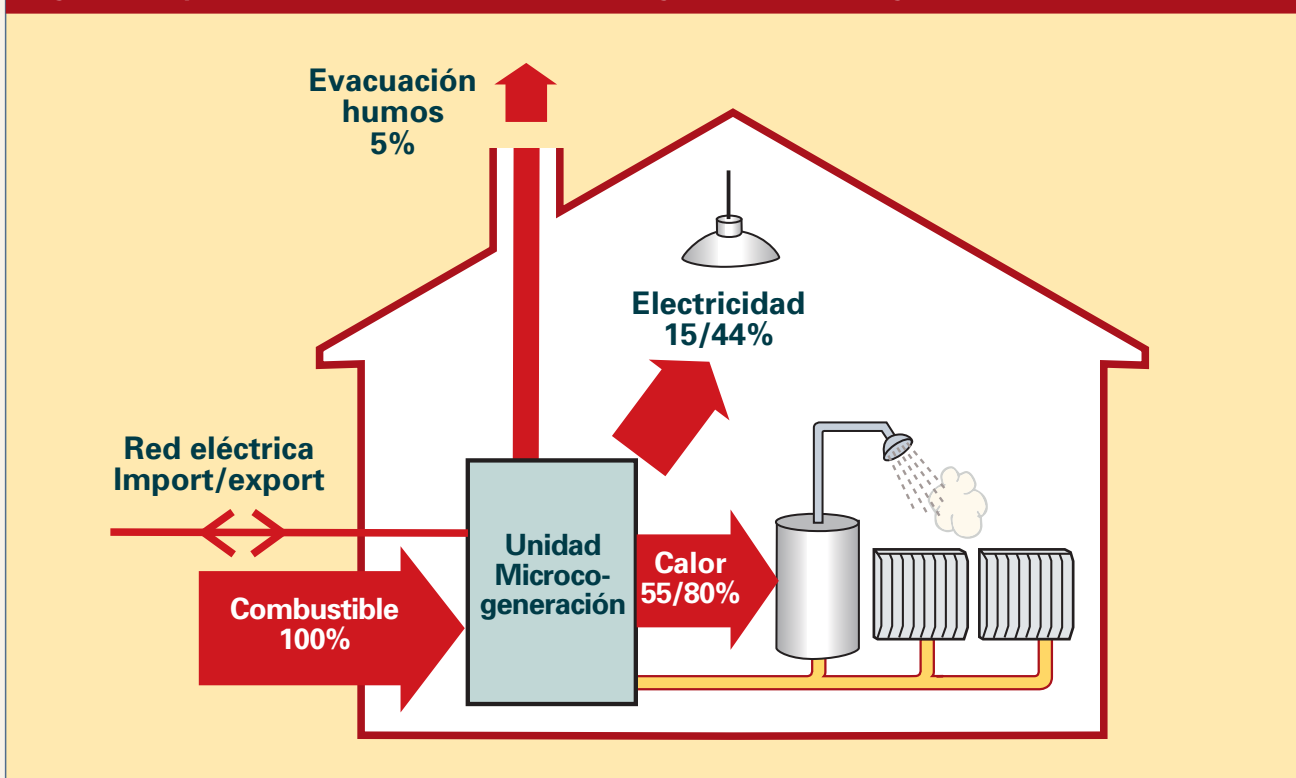 Evacuación
humos
5%
Electricidad
15/44%
Red eléctrica
Import/export
Unidad
Microco-
generación
Calor
55/80%
Combustible
100%